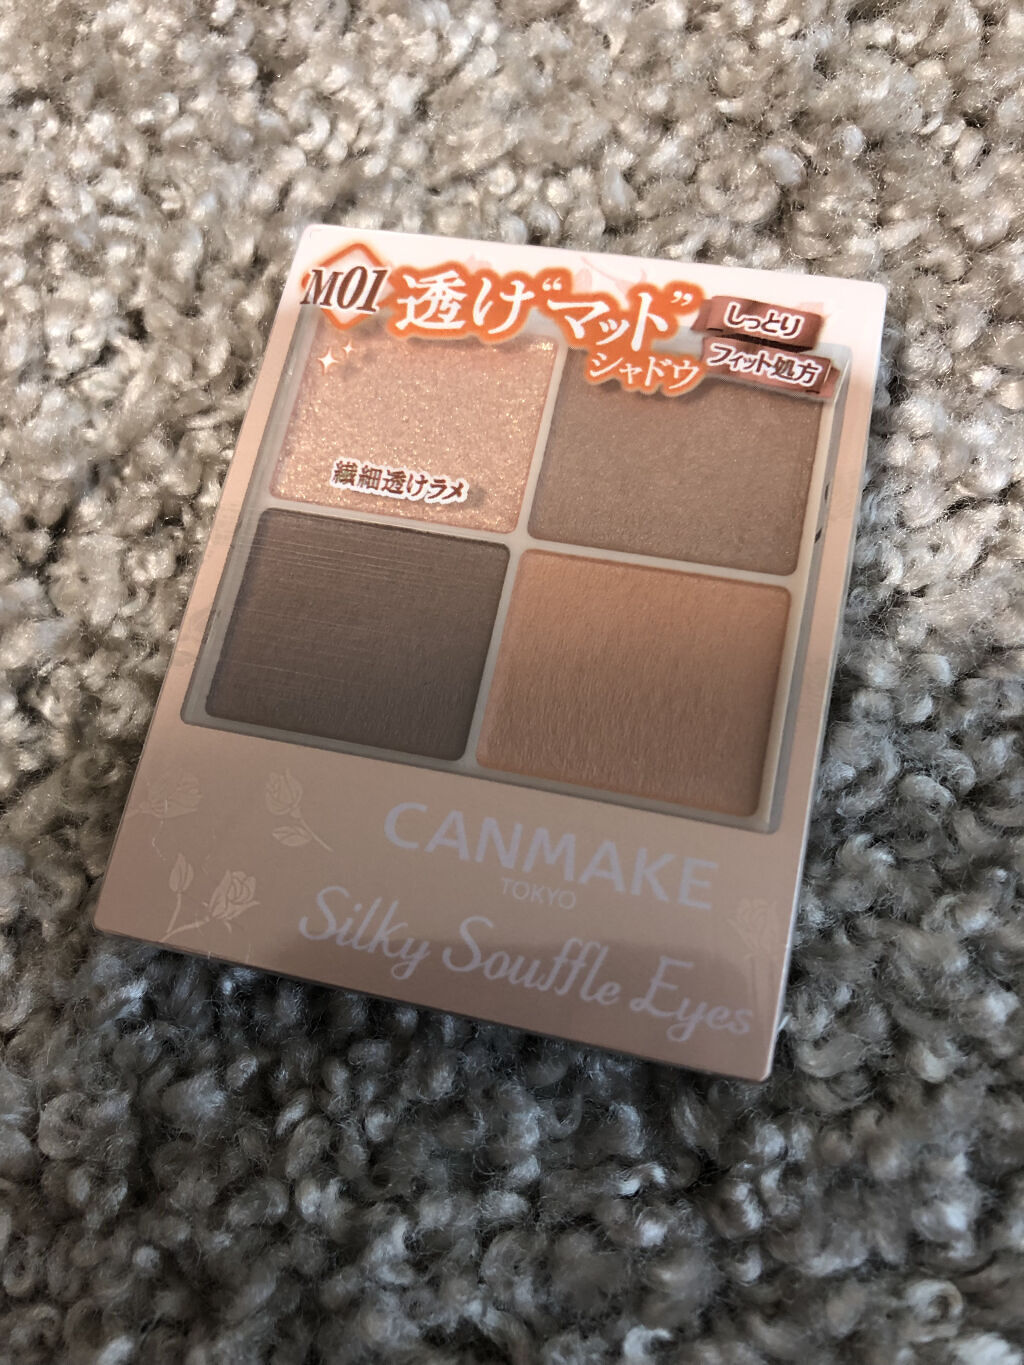 M01
透け“マット”
シャドウ
しっとり
フィット処方
繊細透けラメ
CANMAKE
TOKYO
Silky Souffle Eyes